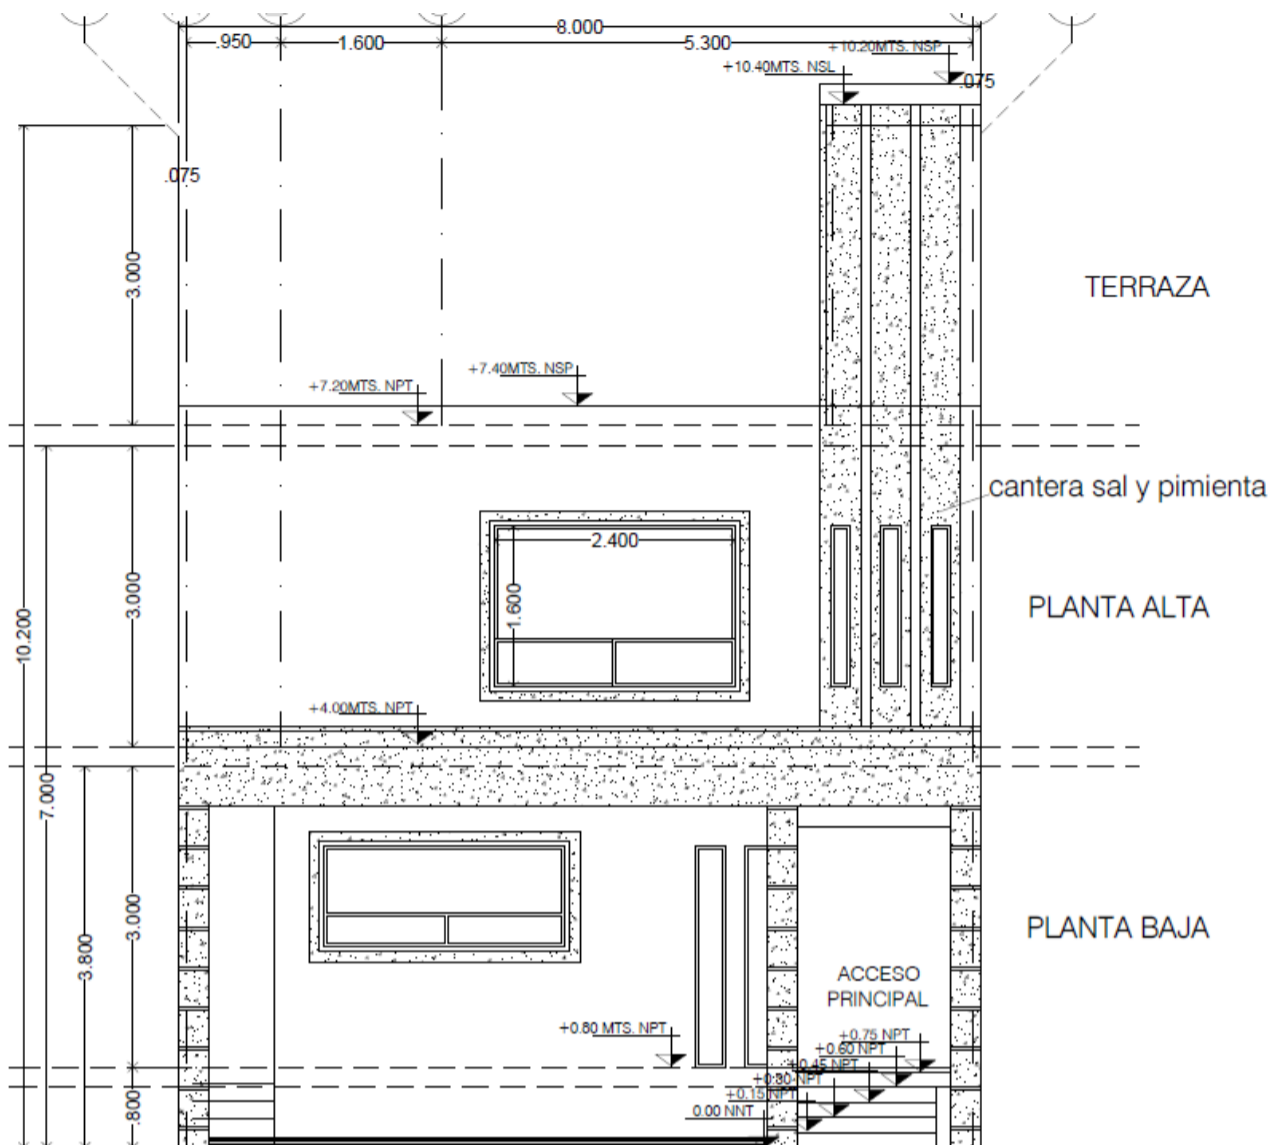 8.000
.950
1.600
5.300
+10.20MTS. NSP
+10.40MTS. NSL
.075
.075
3.000
TERRAZA
+7.40MTS. NSP
+7.20MTS. NPT
cantera sal y pimienta
2.400
1.600
3.000
10.200
PLANTA ALTA
+4.00MTS. NPT
7.000
3.000
3.800
PLANTA BAJA
ACCESO
PRINCIPAL
+0.80 MTS. NPT
+0.75 NPT
+0.60 NPT
+0.45 NPT
+0.30 NPT
+0.15 NPT
0.00 NNT
.800